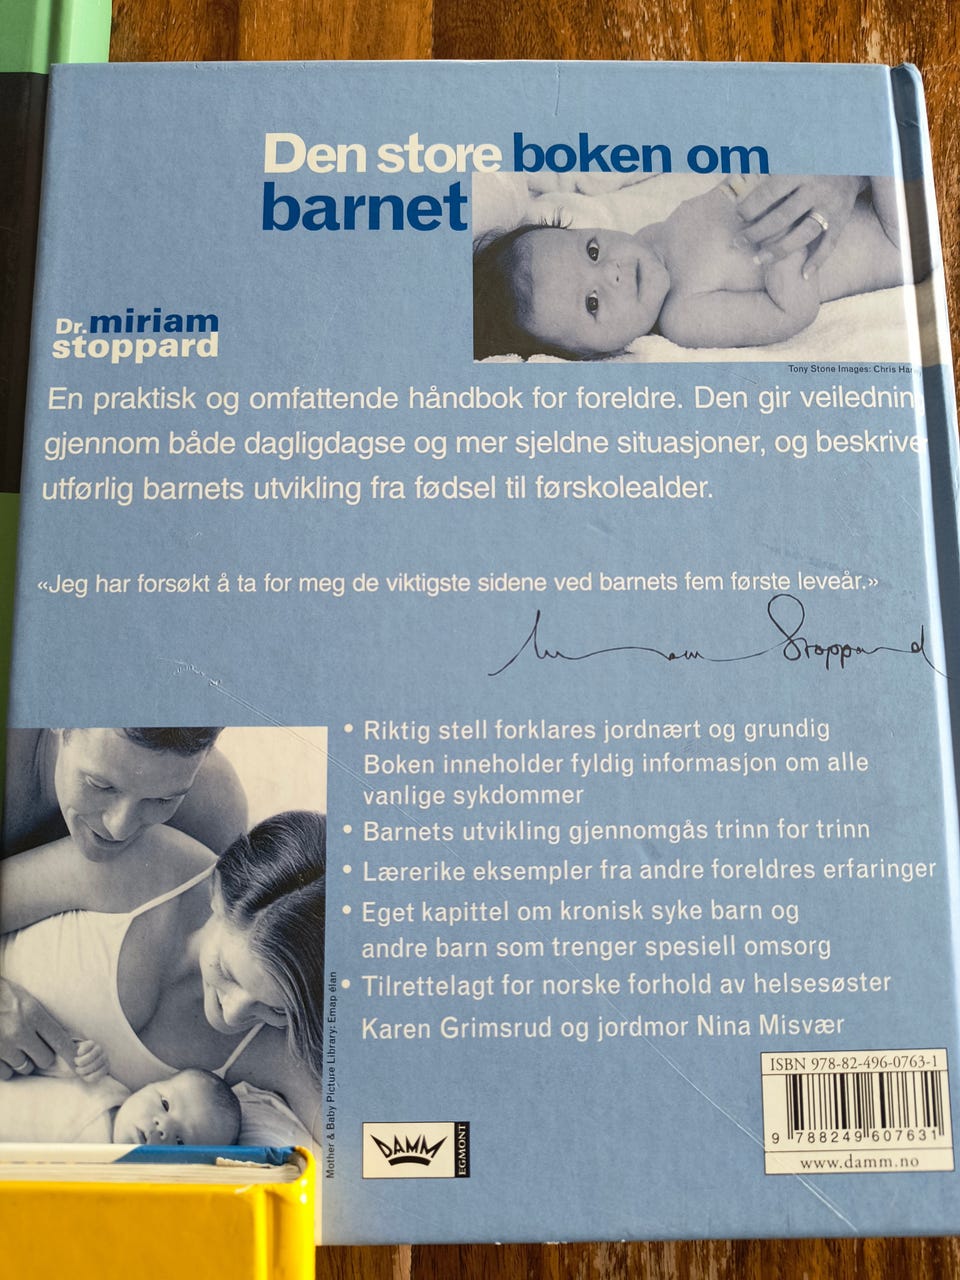 Den store boken om
barnet
Dr. miriam
stoppard
Tony Stone Images: Chris
En praktisk og omfattende håndbok for foreldre. Den gir veilednin
gjennom både dagligdagse og mer sjeldne situasjoner, og beskrive
utførlig barnets utvikling fra fødsel til førskolealder.
«Jeg har forsøkt å ta for meg de viktigste sidene ved barnets fem første leveår.»
Miriam Stoppard
• Riktig stell forklares jordnært og grundig
Boken inneholder fyldig informasjon om alle
vanlige sykdommer
• Barnets utvikling gjennomgås trinn for trinn
• Lærerike eksempler fra andre foreldres erfaringer
• Eget kapittel om kronisk syke barn og
andre barn som trenger spesiell omsorg
• Tilrettelagt for norske forhold av helsesøster
Karen Grimsrud og jordmor Nina Misvær
Mother & Baby Picture Library: Emap élan
DAMM
EGMONT
ISBN 978-82-496-0763-1
9 788249 607631
www.damm.no